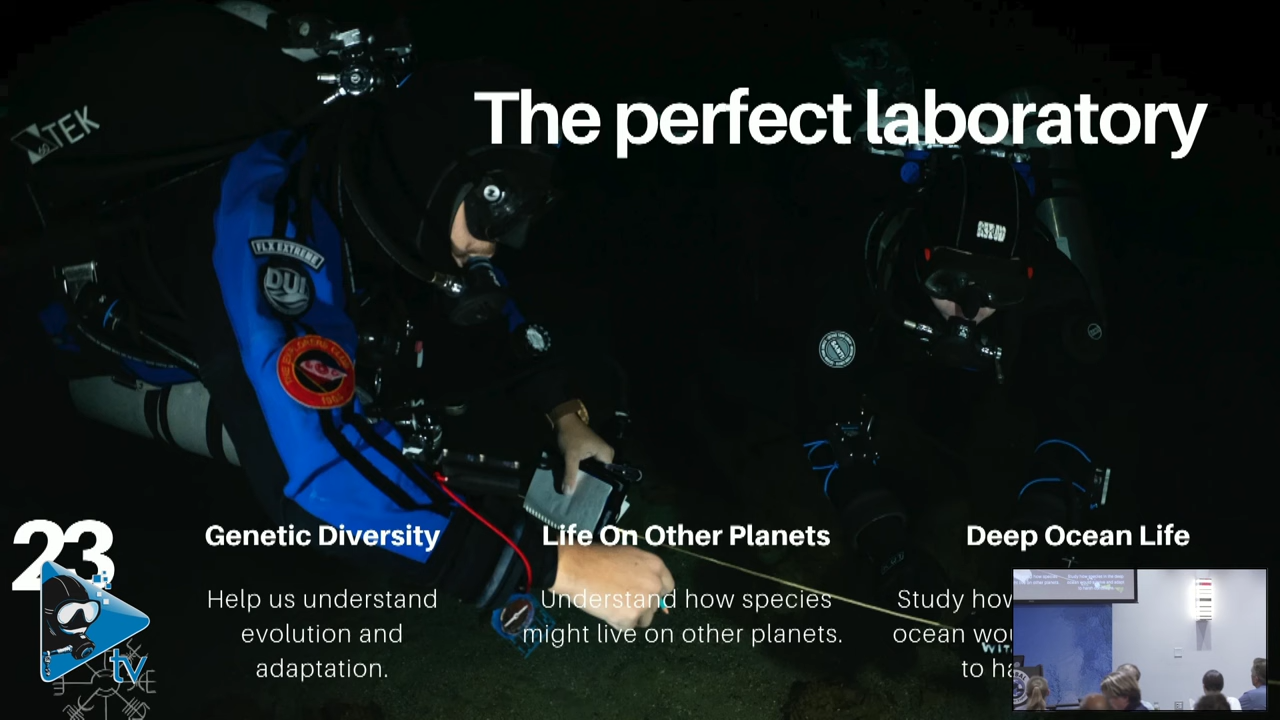 The perfect laboratory
TEK
FLX EXTREME
DUI
23
Genetic Diversity
Life On Other Planets
Deep Ocean Life
Help us understand
evolution and
adaptation.
Understand how species
might live on other planets.
Study how
ocean wou
to ha
tv